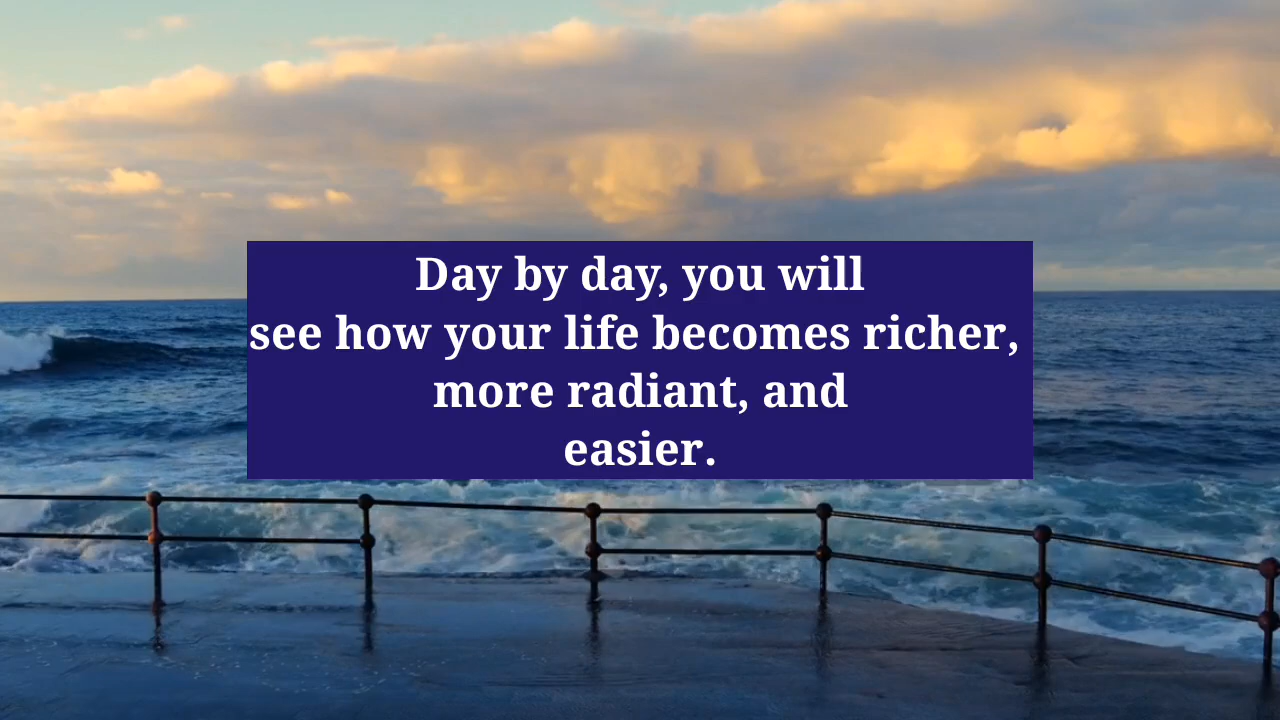 Day by day, you will
see how your life becomes richer,
more radiant, and
easier.